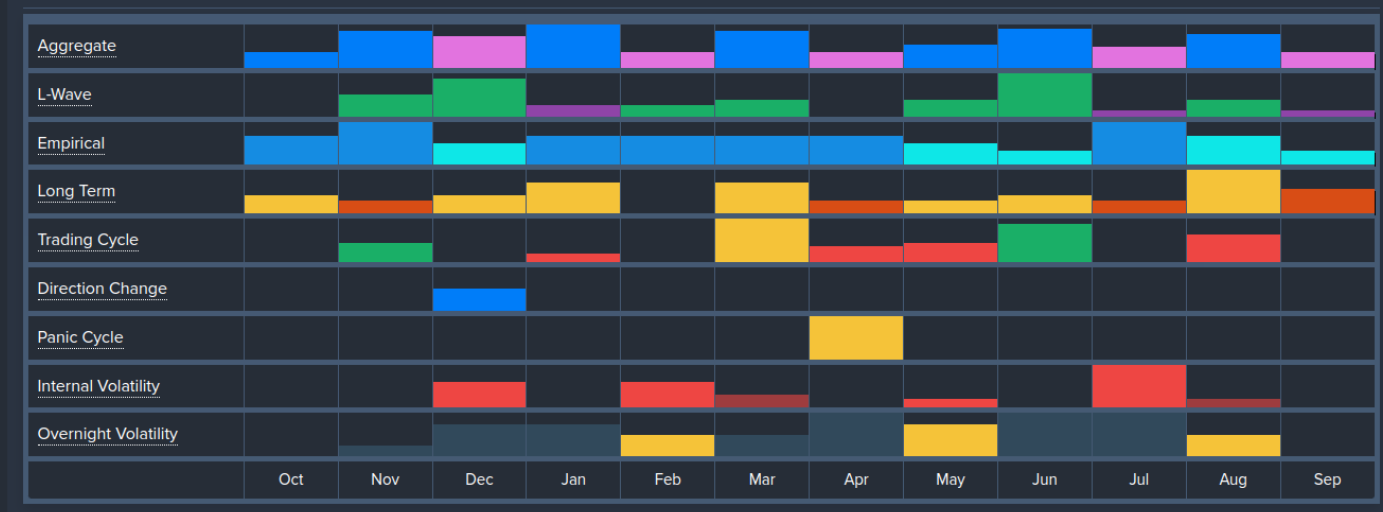 Aggregate
L-Wave
Empirical
Long Term
Trading Cycle
Direction Change
Panic Cycle
Internal Volatility
Overnight Volatility
Oct Nov Dec Jan Feb Mar Apr May Jun Jul Aug Sep